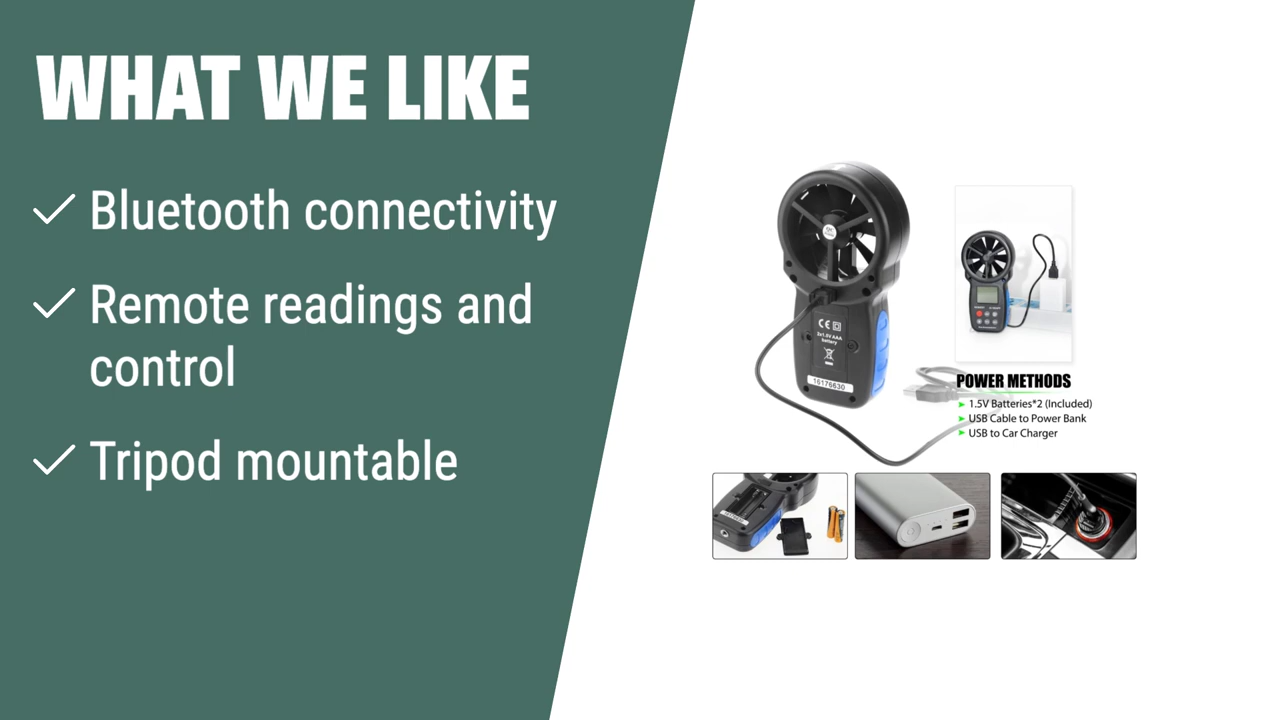 WHAT WE LIKE
Bluetooth connectivity
Remote readings and
control
Tripod mountable
CE
2x1.5V AAA
battery
16176630
POWER METHODS
1.5V Batteries*2 (Included)
USB Cable to Power Bank
USB to Car Charger